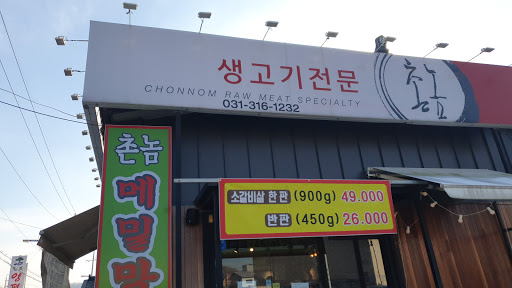 생고기전문
CHONNOM RAW MEAT SPECIALTY
031-316-1232
촌놈
촌놈
메밀막
소갈비살 한판 (900g) 49.000
반판 (450g) 26.000